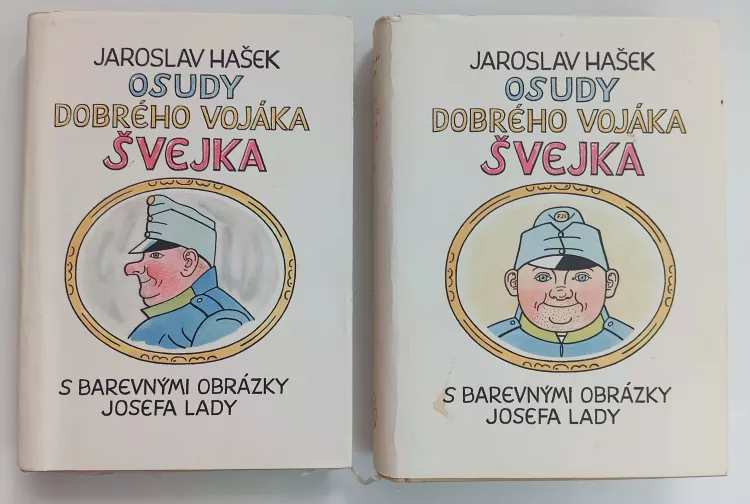 JAROSLAV HAŠEK
OSUDY
DOBRÉHO VOJÁKA
ŠVEJKA
S BAREVNÝMI OBRÁZKY
JOSEFA LADY
JAROSLAV HAŠEK
OSUDY
DOBRÉHO VOJÁKA
ŠVEJKA
FJI
S BAREVNÝMI OBRÁZKY
JOSEFA LADY